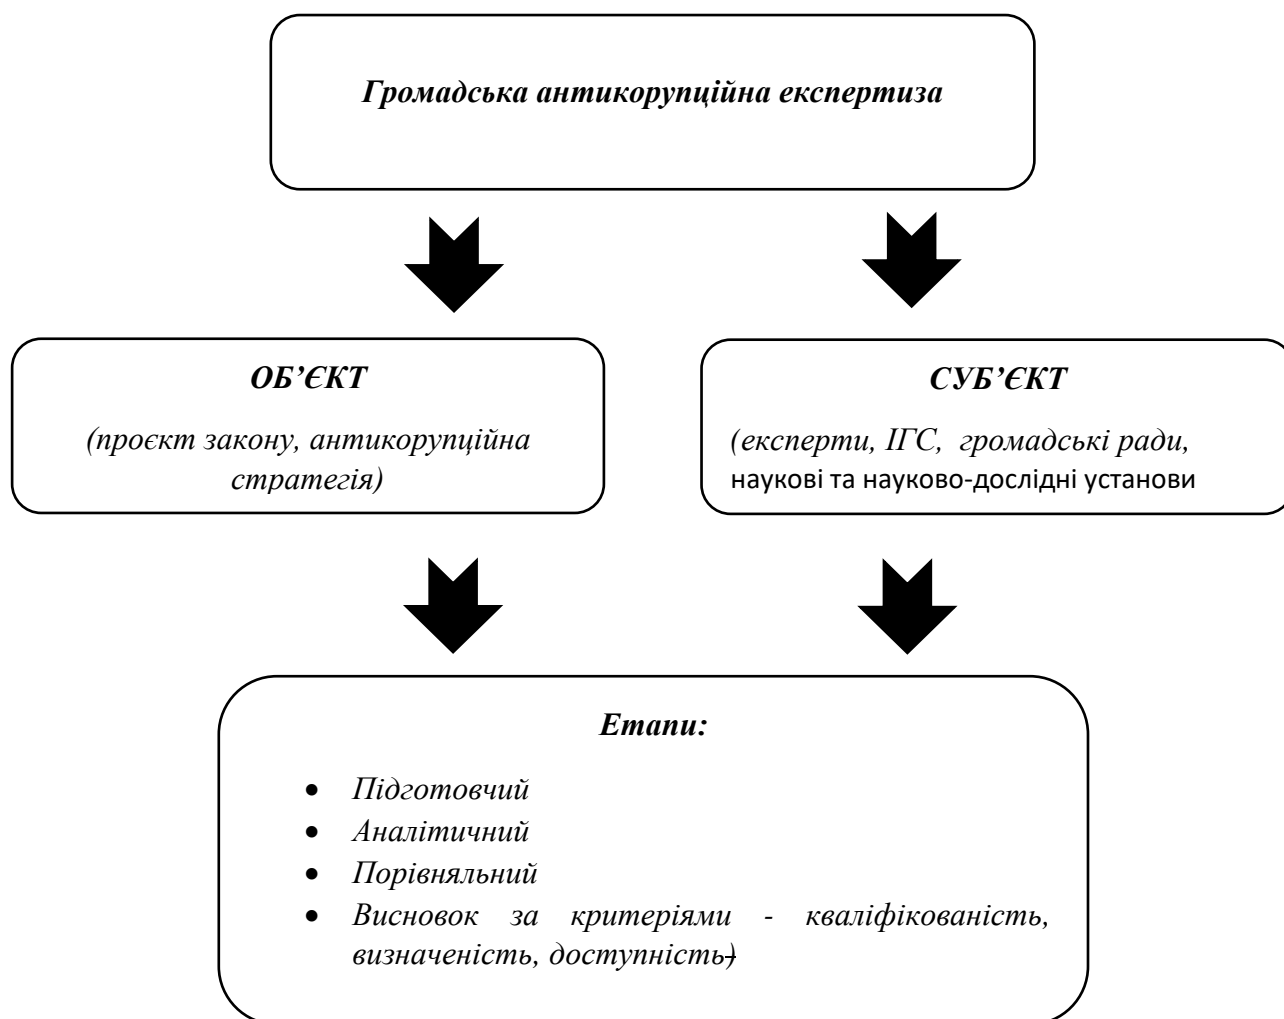 Громадська антикорупційна експертиза
ОБ’ЄКТ
(проєкт закону, антикорупційна
стратегія)
СУБ’ЄКТ
(експерти, ІГС, громадські ради,
наукові та науково-дослідні установи
Етапи:
• Підготовчий
• Аналітичний
• Порівняльний
• Висновок за критеріями - кваліфікованість,
визначеність, доступність)